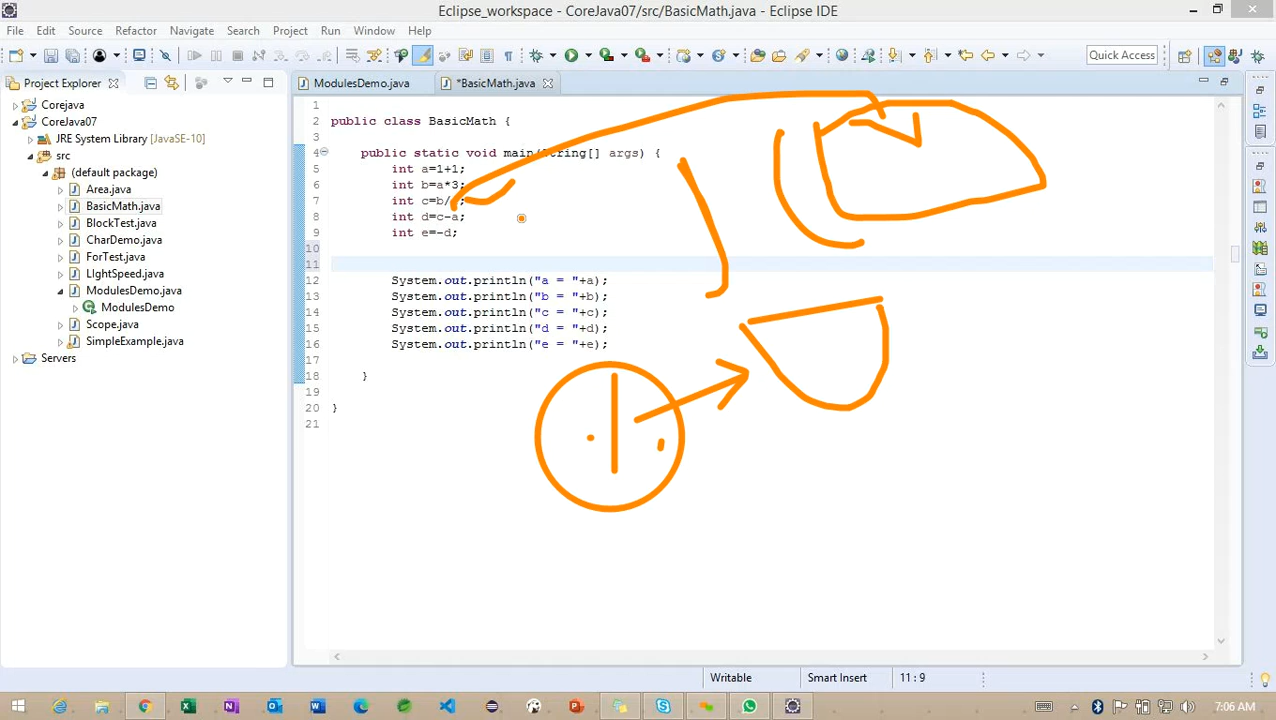 Eclipse_workspace - CoreJava07/src/BasicMath.java - Eclipse IDE
File Edit Source Refactor Navigate Search Project Run Window Help
Quick Access
Project Explorer
ModulesDemo.java
*BasicMath.java
Corejava
CoreJava07
JRE System Library [JavaSE-10]
src
(default package)
Area.java
BasicMath.java
BlockTest.java
CharDemo.java
ForTest.java
LIghtSpeed.java
ModulesDemo.java
ModulesDemo
Scope.java
SimpleExample.java
Servers
1
2 public class BasicMath {
3
4 public static void main(String[] args) {
5 int a=1+1;
6 int b=a*3;
7 int c=b/ ;
8 int d=c-a;
9 int e=-d;
10
11
12 System.out.println("a = "+a);
13 System.out.println("b = "+b);
14 System.out.println("c = "+c);
15 System.out.println("d = "+d);
16 System.out.println("e = "+e);
17
18 }
19
20 }
21
Writable
Smart Insert
11 : 9
7:06 AM